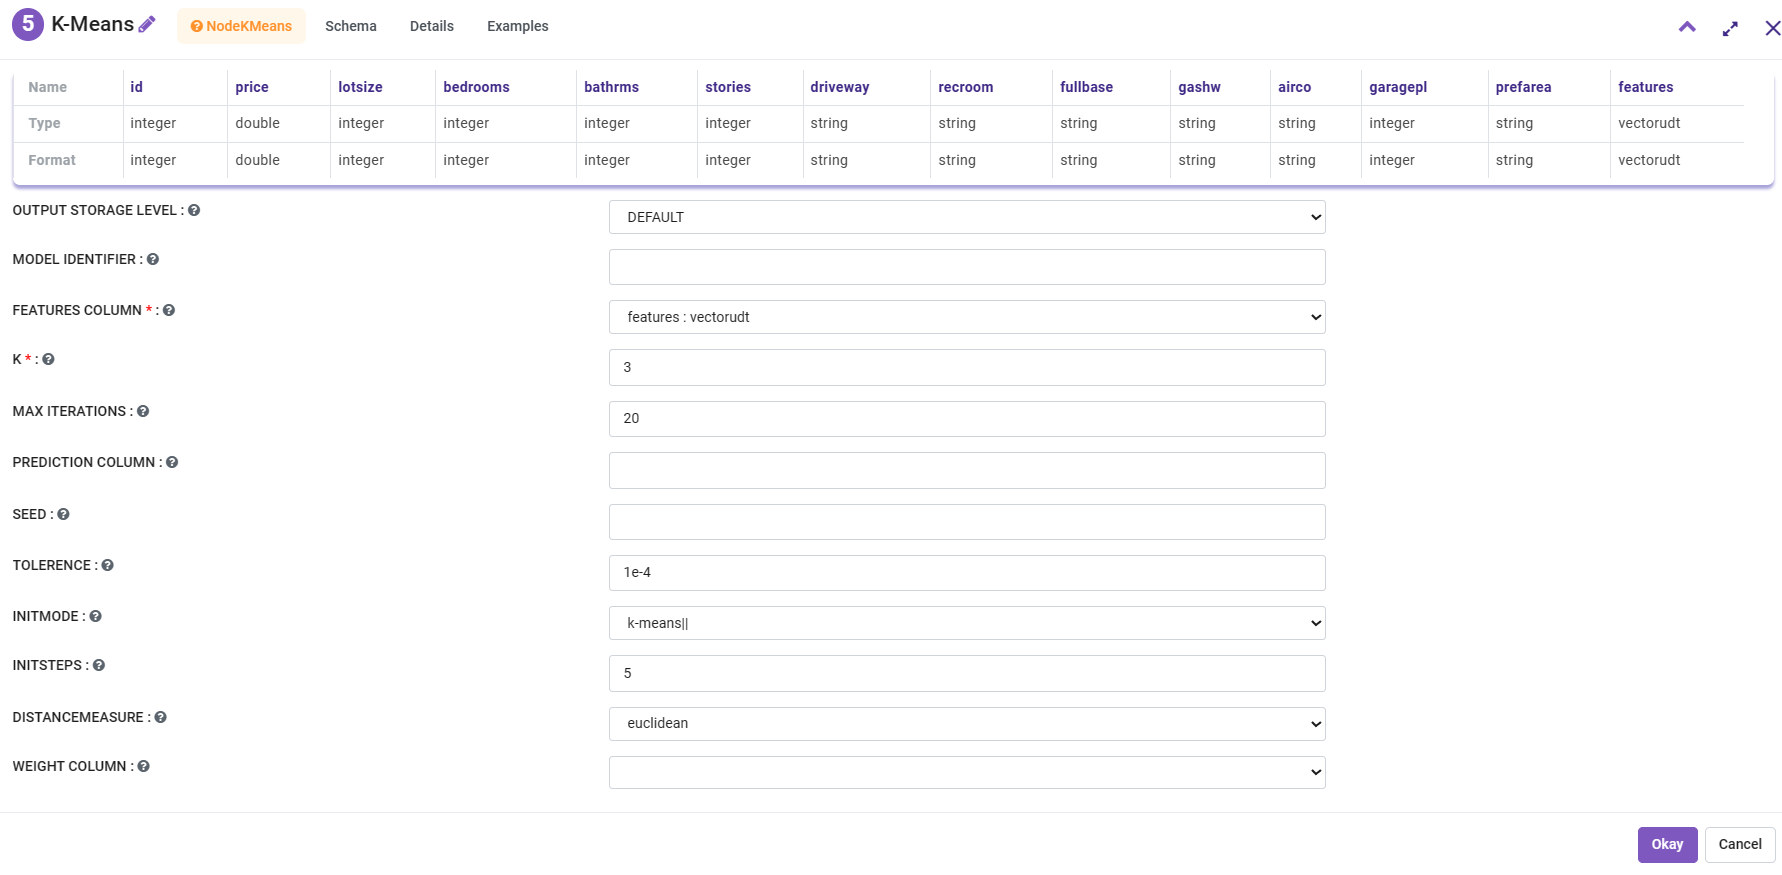 5 K-Means NodeKMeans Schema Details Examples
Name id price lotsize bedrooms bathrms stories driveway recroom fullbase gashw airco garagepl prefarea features
Type integer double integer integer integer integer string string string string string integer string vectorudt
Format integer double integer integer integer integer string string string string string integer string vectorudt
OUTPUT STORAGE LEVEL : DEFAULT
MODEL IDENTIFIER :
FEATURES COLUMN * : features : vectorudt
K * : 3
MAX ITERATIONS : 20
PREDICTION COLUMN :
SEED :
TOLERENCE : 1e-4
INITMODE : k-means||
INITSTEPS : 5
DISTANCEMEASURE : euclidean
WEIGHT COLUMN :
Okay Cancel